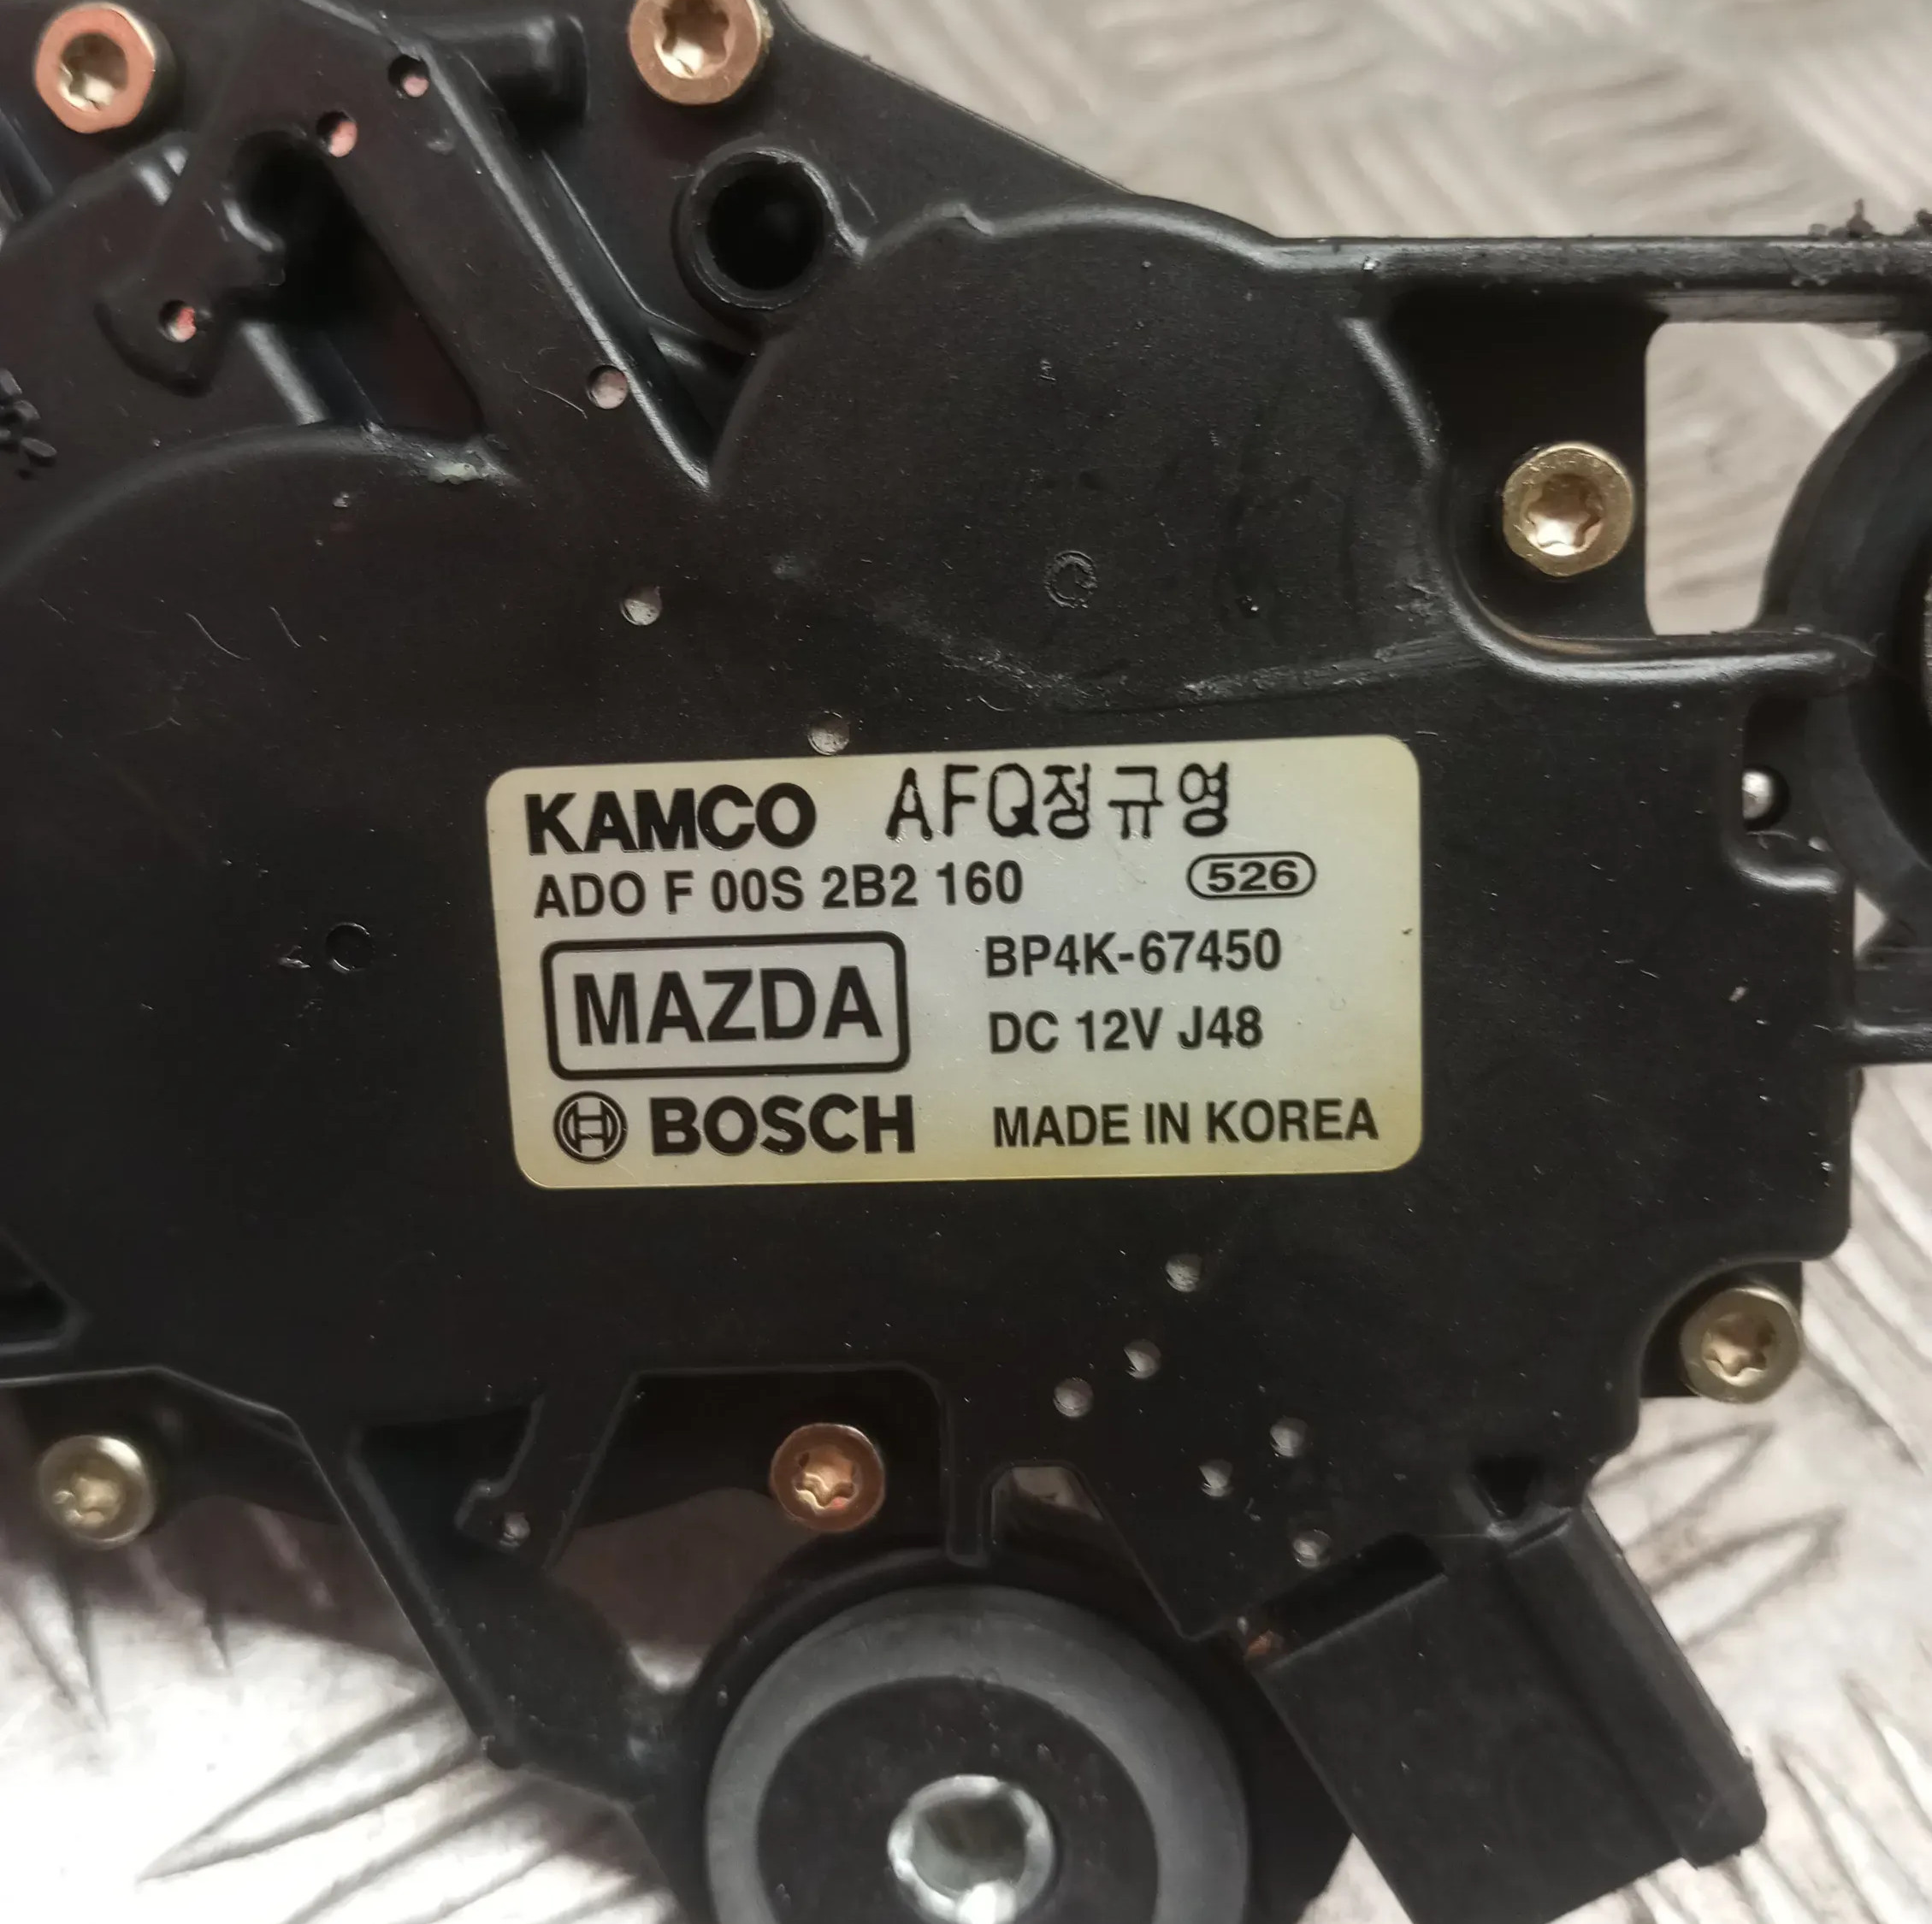 KAMCO AFQ정규영
ADO F 00S 2B2 160 526
MAZDA BP4K-67450
DC 12V J48
BOSCH MADE IN KOREA